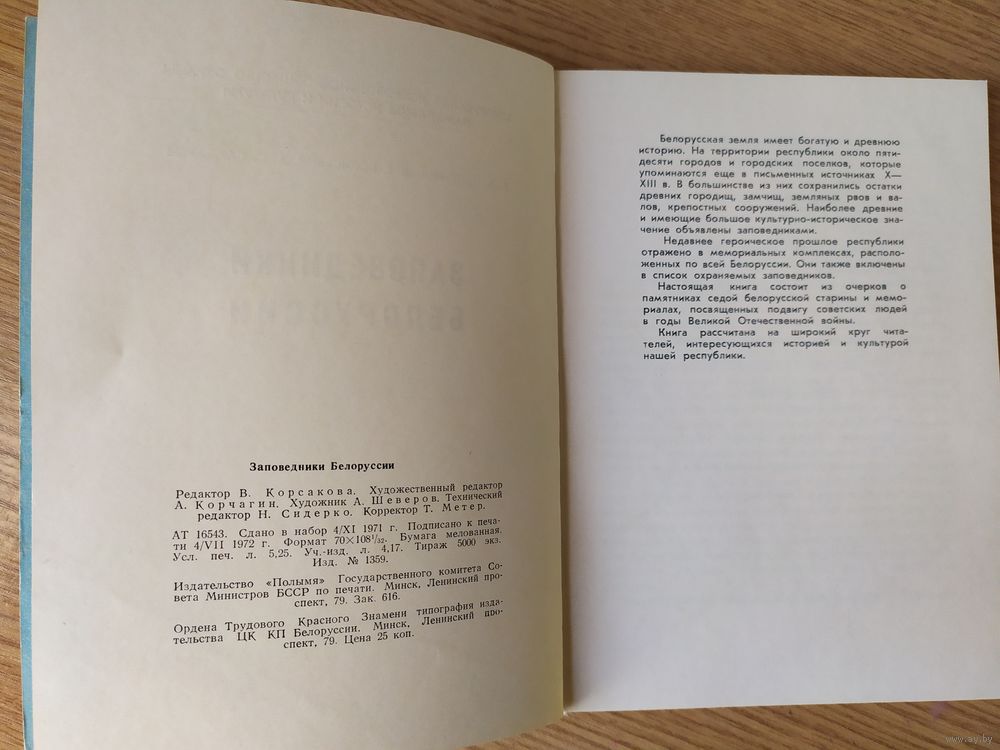 Заповедники Белоруссии
Редактор В. Корсакова. Художественный редактор
А. Корчагин. Художник А. Шеверов. Технический
редактор Н. Сидерко. Корректор Т. Метер.
АТ 16543. Сдано в набор 4/XI 1971 г. Подписано к печа-
ти 4/VII 1972 г. Формат 70×108¹/₃₂. Бумага мелованная.
Усл. печ. л. 5,25. Уч.-изд. л. 4,17. Тираж 5000 экз.
Изд. № 1359.
Издательство «Полымя» Государственного комитета Со-
вета Министров БССР по печати. Минск, Ленинский про-
спект, 79. Зак. 616.
Ордена Трудового Красного Знамени типография изда-
тельства ЦК КП Белоруссии. Минск, Ленинский про-
спект, 79. Цена 25 коп.
Белорусская земля имеет богатую и древнюю
историю. На территории республики около пяти-
десяти городов и городских поселков, которые
упоминаются еще в письменных источниках X—
XIII в. В большинстве из них сохранились остатки
древних городищ, замчищ, земляных рвов и ва-
лов, крепостных сооружений. Наиболее древние
и имеющие большое культурно-историческое зна-
чение объявлены заповедниками.
Недавнее героическое прошлое республики
отражено в мемориальных комплексах, располо-
женных по всей Белоруссии. Они также включены
в список охраняемых заповедников.
Настоящая книга состоит из очерков о
памятниках седой белорусской старины и мемо-
риалах, посвященных подвигу советских людей
в годы Великой Отечественной войны.
Книга рассчитана на широкий круг чита-
телей, интересующихся историей и культурой
нашей республики.
www.ay.by